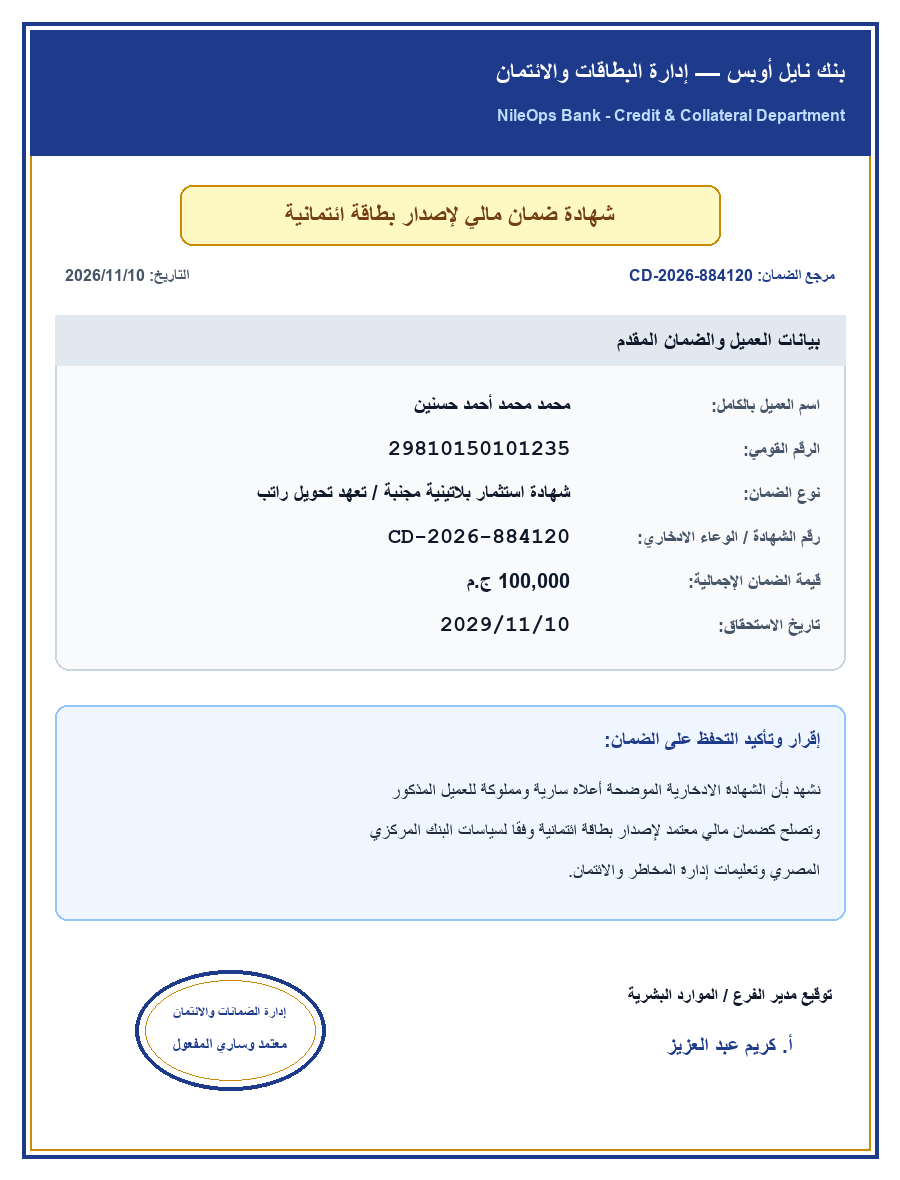 بنك نايل أوبس — إدارة البطاقات والائتمان
NileOps Bank - Credit & Collateral Department
شهادة ضمان مالي لإصدار بطاقة ائتمانية
مرجع الضمان: CD-2026-884120
التاريخ: 2026/11/10
بيانات العميل والضمان المقدم
اسم العميل بالكامل: محمد محمد أحمد حسنين
الرقم القومي: 29810150101235
نوع الضمان: شهادة استثمار بلاتينية مجنبة / تعهد تحويل راتب
رقم الشهادة / الوعاء الادخاري: CD-2026-884120
قيمة الضمان الإجمالية: 100,000 ج.م
تاريخ الاستحقاق: 2029/11/10
إقرار وتأكيد التحفظ على الضمان:
نشهد بأن الشهادة الادخارية الموضحة أعلاه سارية ومملوكة للعميل المذكور
وتصلح كضمان مالي معتمد لإصدار بطاقة ائتمانية وفقا لسياسات البنك المركزي
المصري وتعليمات إدارة المخاطر والائتمان.
توقيع مدير الفرع / الموارد البشرية
أ. كريم عبد العزيز
إدارة الضمانات والائتمان
معتمد وساري المفعول